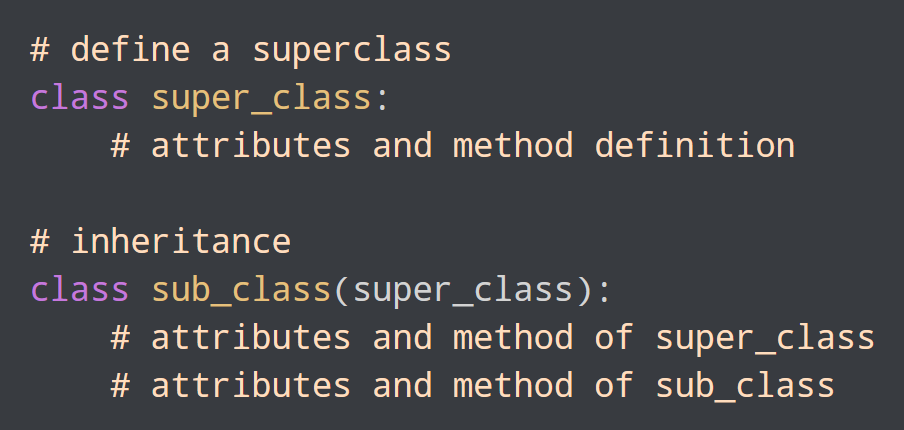 # define a superclass
class super_class:
    # attributes and method definition

# inheritance
class sub_class(super_class):
    # attributes and method of super_class
    # attributes and method of sub_class